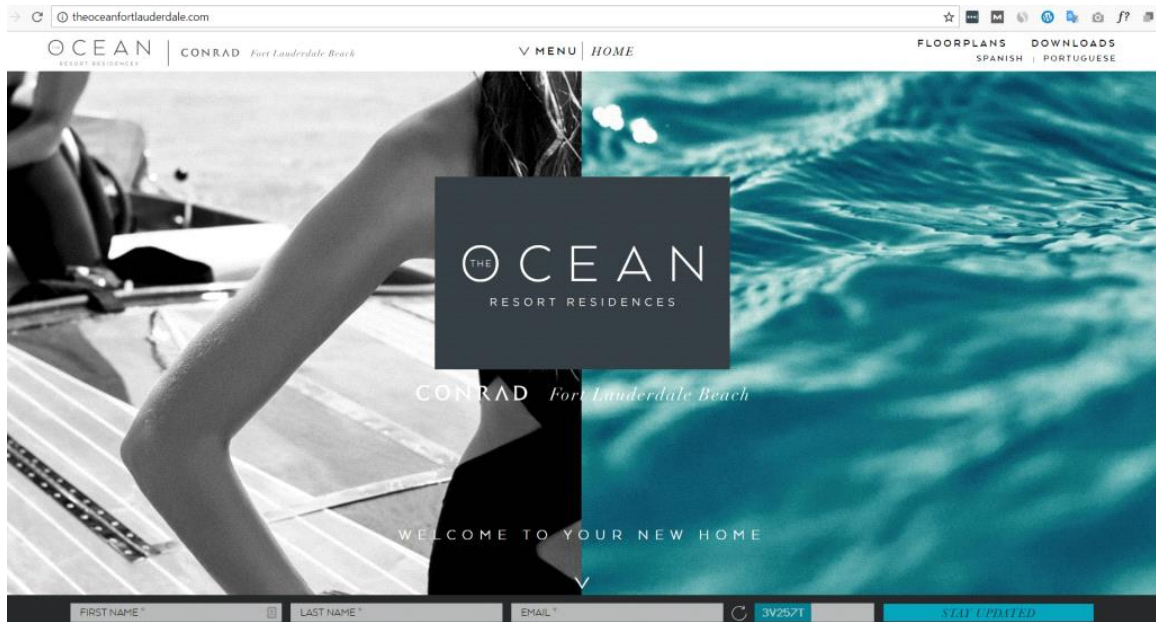 theoceanfortlauderdale.com
THE OCEAN
RESORT RESIDENCES
CONRAD Fort Lauderdale Beach
MENU HOME
FLOORPLANS DOWNLOADS
SPANISH | PORTUGUESE
THE OCEAN
RESORT RESIDENCES
CONRAD Fort Lauderdale Beach
WELCOME TO YOUR NEW HOME
FIRST NAME * LAST NAME * EMAIL * 3V257T STAY UPDATED